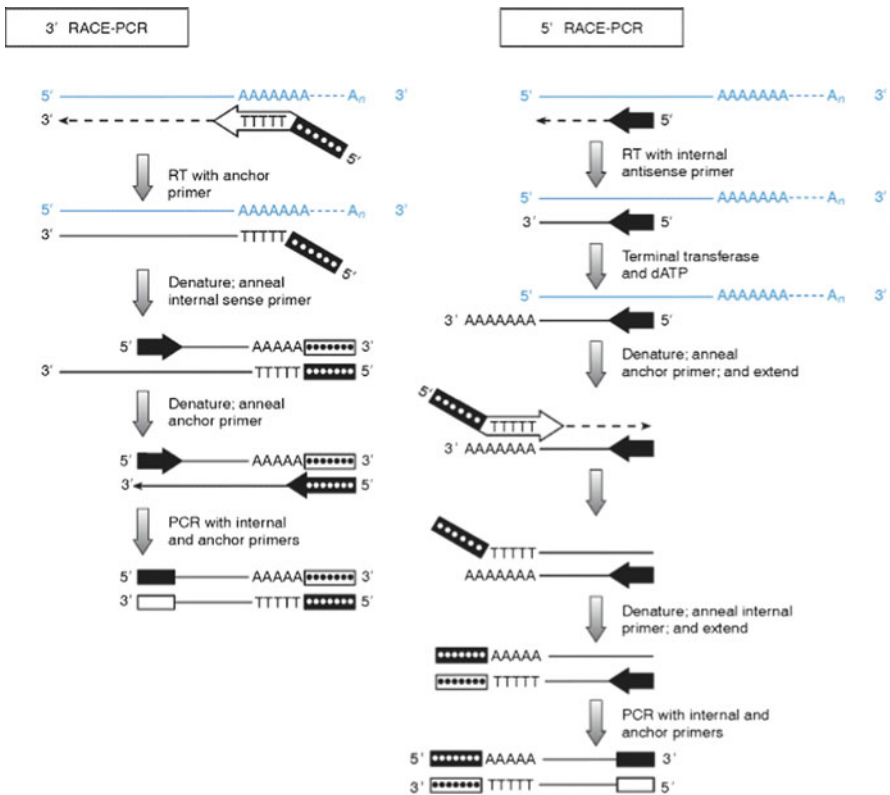 3′ RACE-PCR
5′ AAAAAAA-----An 3′
3′ TTTTT 5′
RT with anchor
primer
5′ AAAAAAA-----An 3′
3′ TTTTT 5′
Denature; anneal
internal sense primer
5′ AAAAA 3′
3′ TTTTT 5′
Denature; anneal
anchor primer
5′ AAAAA 3′
3′ 5′
PCR with internal
and anchor primers
5′ AAAAA 3′
3′ TTTTT 5′
5′ RACE-PCR
5′ AAAAAAA-----An 3′
5′
RT with internal
antisense primer
5′ AAAAAAA-----An 3′
3′ 5′
Terminal transferase
and dATP
5′ AAAAAAA-----An 3′
3′ AAAAAAA 5′
Denature; anneal
anchor primer; and extend
5′ TTTTT
3′ AAAAAAA
TTTTT
AAAAAAA
Denature; anneal internal
primer; and extend
AAAAA
TTTTT
PCR with internal and
anchor primers
5′ AAAAA 3′
3′ TTTTT 5′